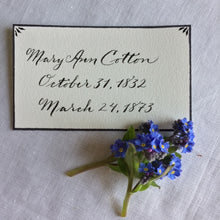 Mary Ann Cotton
October 31, 1832
March 24, 1873